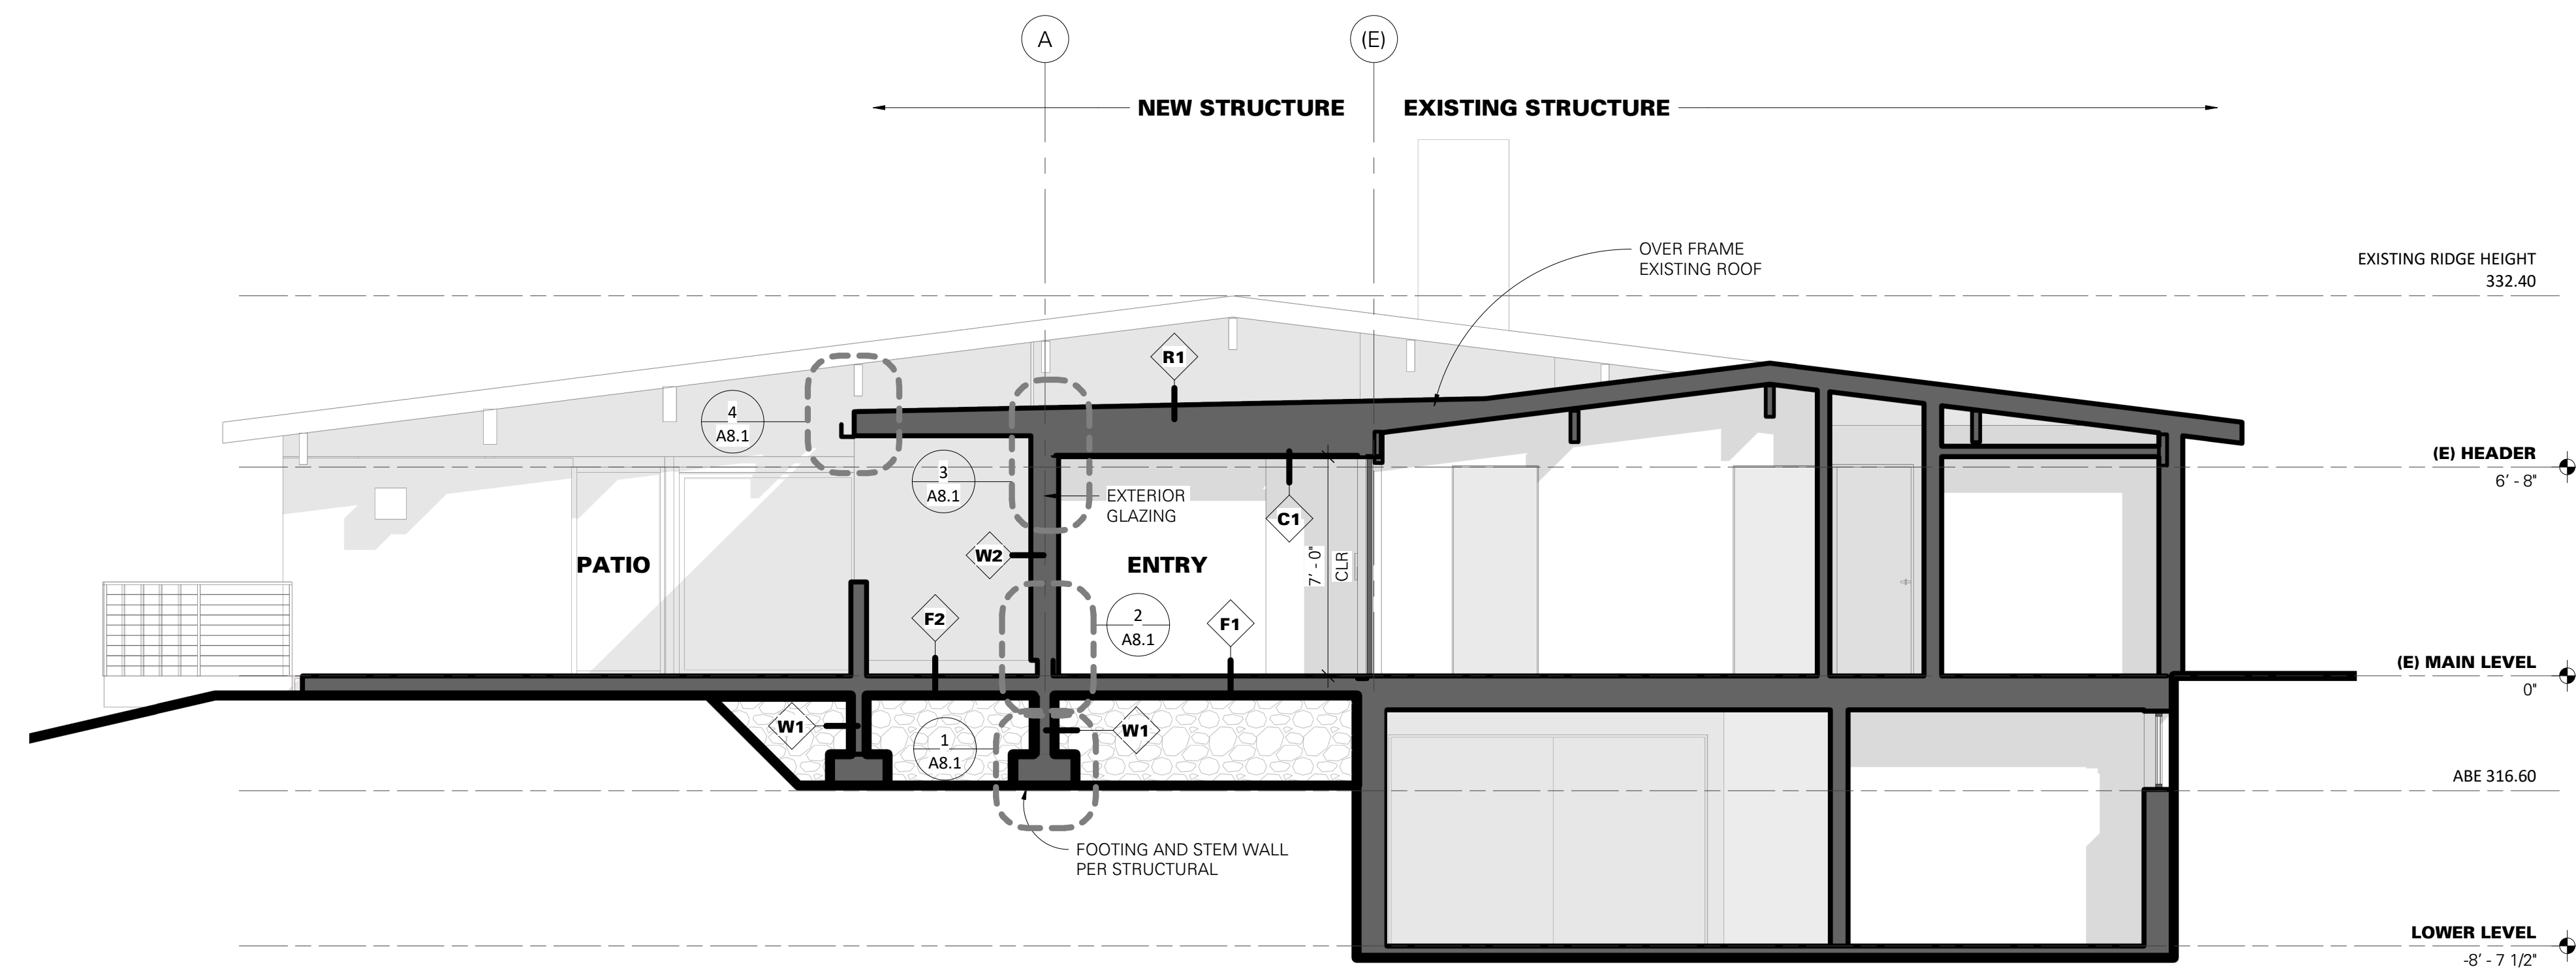 A
(E)
NEW STRUCTURE
EXISTING STRUCTURE
OVER FRAME
EXISTING ROOF
EXISTING RIDGE HEIGHT
332.40
R1
4
A8.1
3
A8.1
EXTERIOR
GLAZING
C1
(E) HEADER
6' - 8"
W2
PATIO
ENTRY
7' - 0"
CLR
F2
2
A8.1
F1
(E) MAIN LEVEL
0"
W1
1
A8.1
W1
ABE 316.60
FOOTING AND STEM WALL
PER STRUCTURAL
LOWER LEVEL
-8' - 7 1/2"